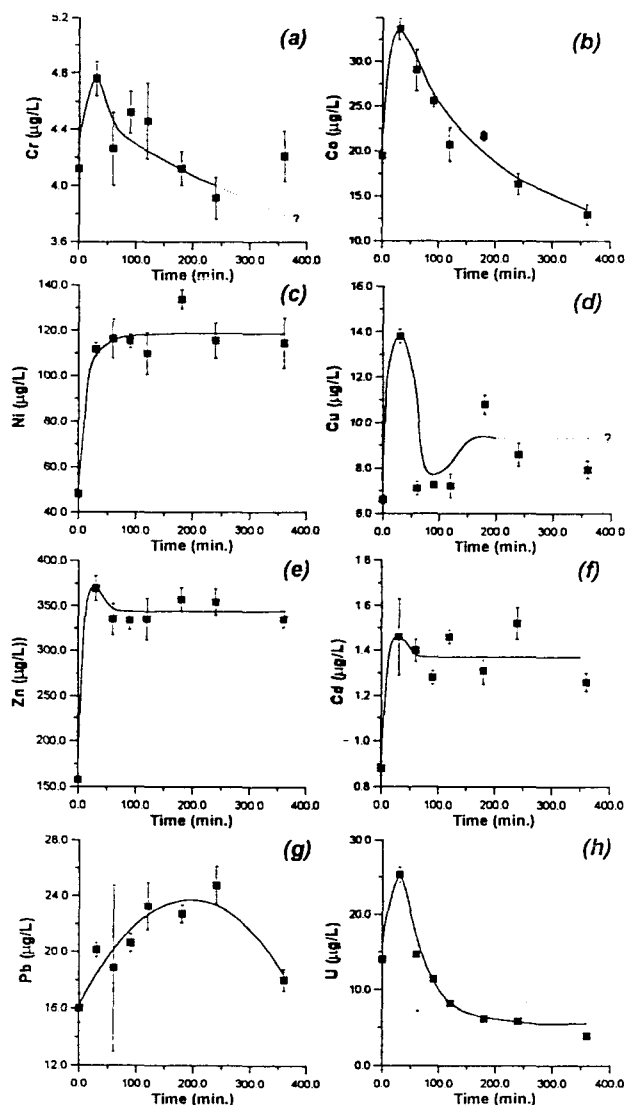 (a)
Cr (µg/L)
5.2
4.8
4.4
4.0
3.6
?
0.0 100.0 200.0 300.0 400.0
Time (min.)
(b)
Co (µg/L)
35.0
30.0
25.0
20.0
15.0
10.0
0.0 100.0 200.0 300.0 400.0
Time (min.)
(c)
Ni (µg/L)
140.0
120.0
100.0
80.0
60.0
40.0
0.0 100.0 200.0 300.0 400.0
Time (min.)
(d)
Cu (µg/L)
16.0
14.0
12.0
10.0
8.0
6.0
?
0.0 100.0 200.0 300.0 400.0
Time (min.)
(e)
Zn (µg/L))
400.0
350.0
300.0
250.0
200.0
150.0
0.0 100.0 200.0 300.0 400.0
Time (min.)
(f)
Cd (µg/L)
1.8
1.6
1.4
1.2
1
0.8
0.0 100.0 200.0 300.0 400.0
Time (min.)
(g)
Pb (µg/L)
28.0
24.0
20.0
16.0
12.0
0.0 100.0 200.0 300.0 400.0
Time (min.)
(h)
U (µg/L)
30.0
20.0
10.0
0.0
0.0 100.0 200.0 300.0 400.0
Time (min.)